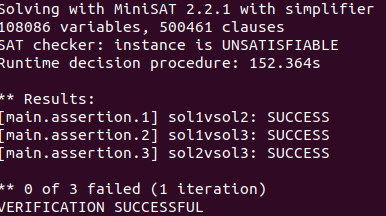 Solving with MiniSAT 2.2.1 with simplifier
108086 variables, 500461 clauses
SAT checker: instance is UNSATISFIABLE
Runtime decision procedure: 152.364s

** Results:
[main.assertion.1] sol1vsol2: SUCCESS
[main.assertion.2] sol1vsol3: SUCCESS
[main.assertion.3] sol2vsol3: SUCCESS

** 0 of 3 failed (1 iteration)
VERIFICATION SUCCESSFUL